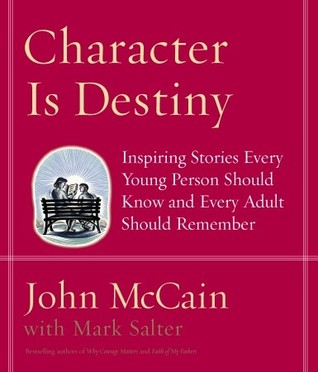 Character
Is Destiny
Inspiring Stories Every
Young Person Should
Know and Every Adult
Should Remember
John McCain
with Mark Salter
Bestselling authors of Why Courage Matters and Faith of My Fathers